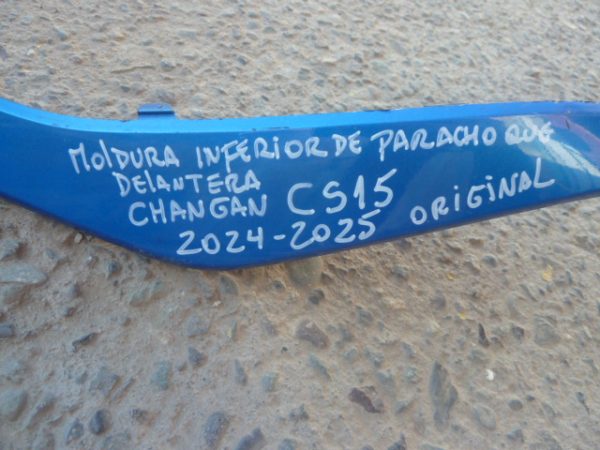 MOLDURA INFERIOR DE PARACHOQUE
DELANTERA
CHANGAN CS15
2024-2025 ORIGINAL